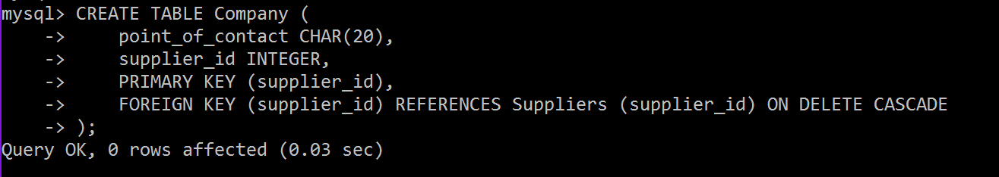 mysql> CREATE TABLE Company (
    ->     point_of_contact CHAR(20),
    ->     supplier_id INTEGER,
    ->     PRIMARY KEY (supplier_id),
    ->     FOREIGN KEY (supplier_id) REFERENCES Suppliers (supplier_id) ON DELETE CASCADE
    -> );
Query OK, 0 rows affected (0.03 sec)